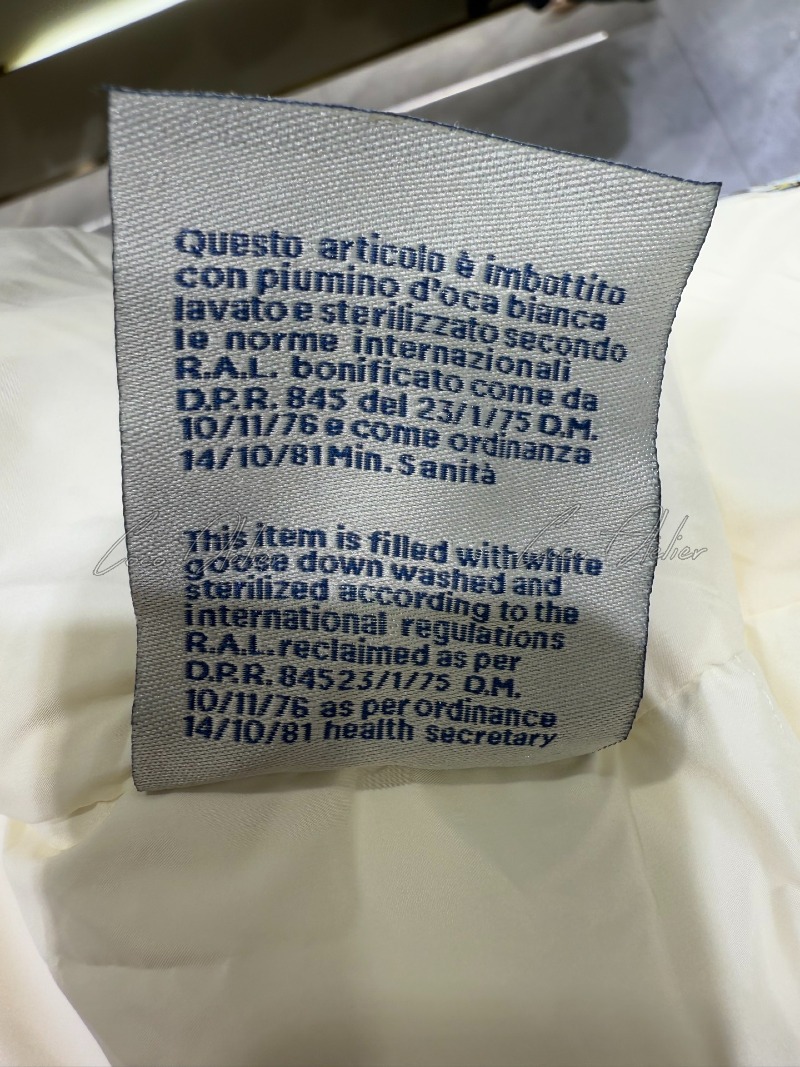 Questo articolo è imbottito
con piumino d'oca bianca
lavato e sterilizzato secondo
le norme internazionali
R.A.L. bonificato come da
D.P.R. 845 del 23/1/75 D.M.
10/11/76 e come ordinanza
14/10/81 Min. Sanità
This item is filled with white
goose down washed and
sterilized according to the
international regulations
R.A.L. reclaimed as per
D.P.R. 845 23/1/75 D.M.
10/11/76 as per ordinance
14/10/81 health secretary